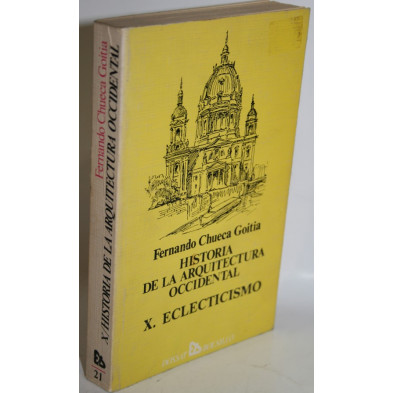 Fernando Chueca Goitia
HISTORIA
DE LA ARQUITECTURA
OCCIDENTAL
X. ECLECTICISMO
Fernando Chueca Goitia
X/HISTORIA DE LA ARQUITECTURA OCCIDENTAL
21